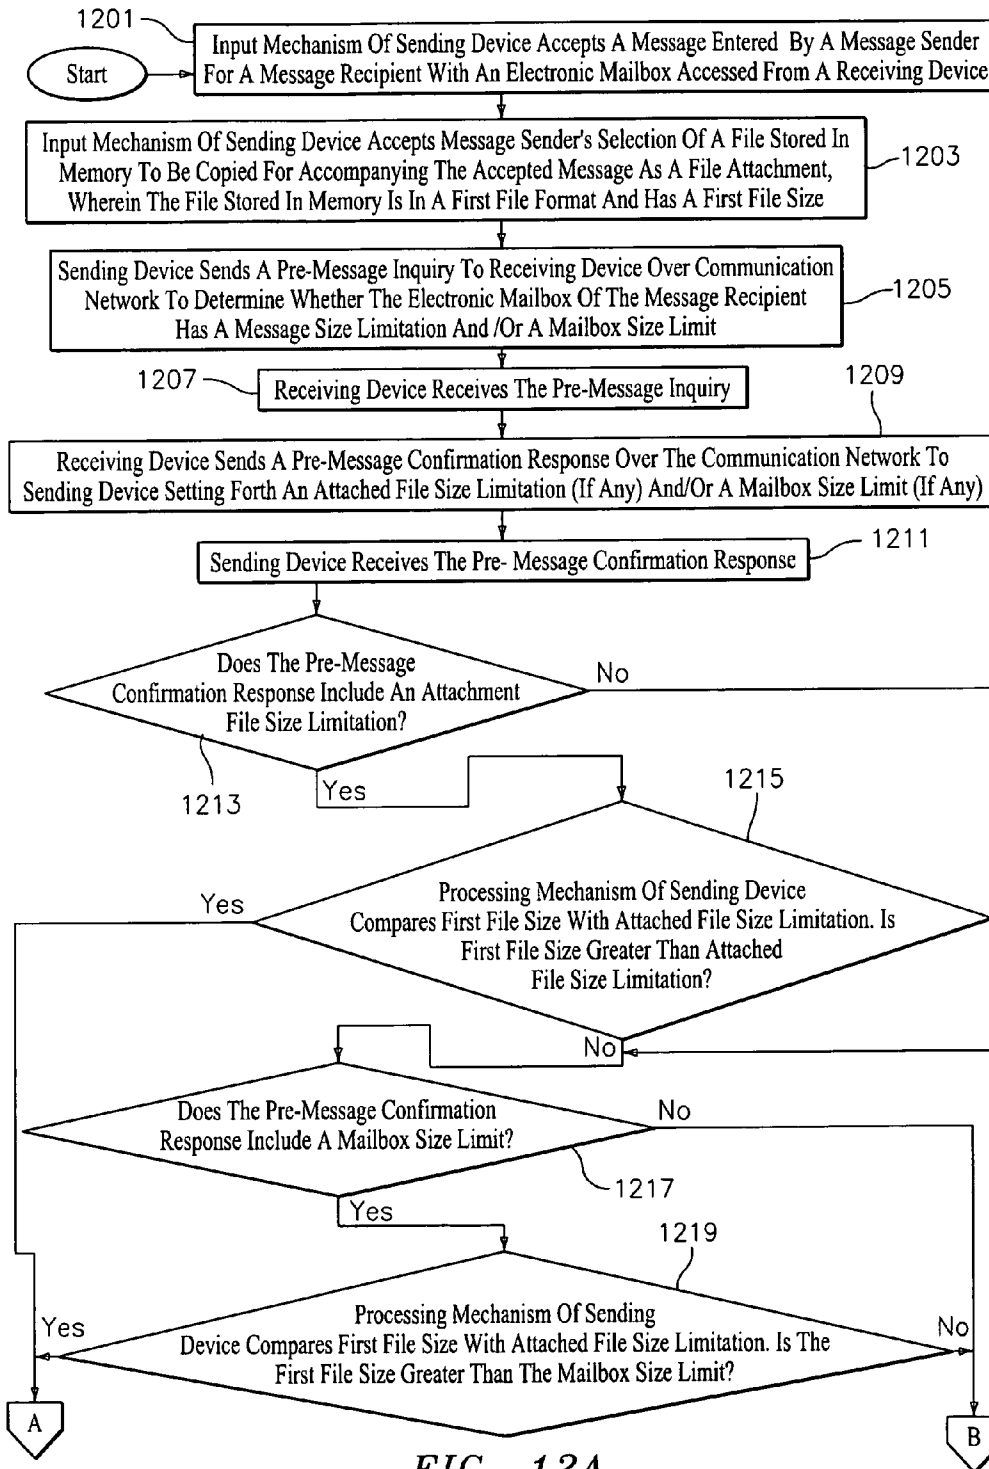 1201
Start
Input Mechanism Of Sending Device Accepts A Message Entered By A Message Sender
For A Message Recipient With An Electronic Mailbox Accessed From A Receiving Device
Input Mechanism Of Sending Device Accepts Message Sender's Selection Of A File Stored In
Memory To Be Copied For Accompanying The Accepted Message As A File Attachment,
Wherein The File Stored In Memory Is In A First File Format And Has A First File Size
1203
Sending Device Sends A Pre-Message Inquiry To Receiving Device Over Communication
Network To Determine Whether The Electronic Mailbox Of The Message Recipient
Has A Message Size Limitation And /Or A Mailbox Size Limit
1205
1207
Receiving Device Receives The Pre-Message Inquiry
1209
Receiving Device Sends A Pre-Message Confirmation Response Over The Communication Network To
Sending Device Setting Forth An Attached File Size Limitation (If Any) And/Or A Mailbox Size Limit (If Any)
Sending Device Receives The Pre- Message Confirmation Response
1211
Does The Pre-Message
Confirmation Response Include An Attachment
File Size Limitation?
No
1213
Yes
1215
Yes
Processing Mechanism Of Sending Device
Compares First File Size With Attached File Size Limitation. Is
First File Size Greater Than Attached
File Size Limitation?
No
Does The Pre-Message Confirmation
Response Include A Mailbox Size Limit?
No
1217
Yes
1219
Yes
Processing Mechanism Of Sending
Device Compares First File Size With Attached File Size Limitation. Is The
First File Size Greater Than The Mailbox Size Limit?
No
A
B
FIG. 12A